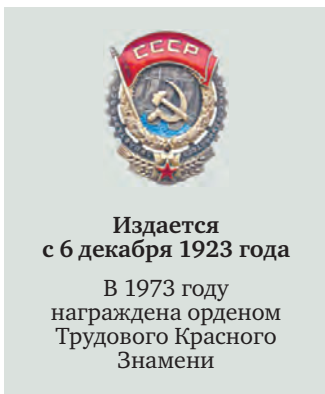 СССР
Издается
с 6 декабря 1923 года
В 1973 году
награждена орденом
Трудового Красного
Знамени